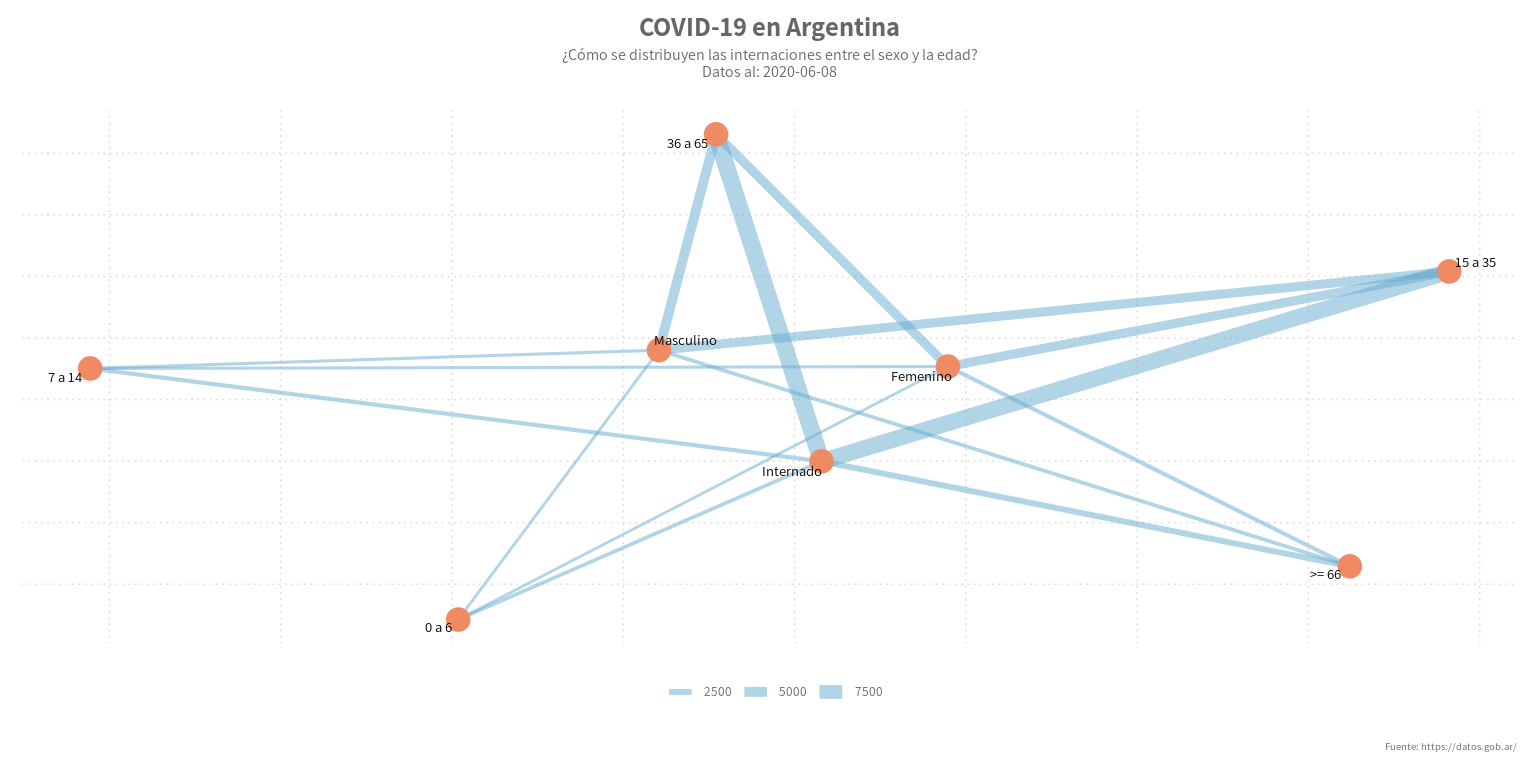 COVID-19 en Argentina
¿Cómo se distribuyen las internaciones entre el sexo y la edad?
Datos al: 2020-06-08
36 a 65
15 a 35
Masculino
7 a 14
Femenino
Internado
>= 66
0 a 6
2500 5000 7500
Fuente: https://datos.gob.ar/